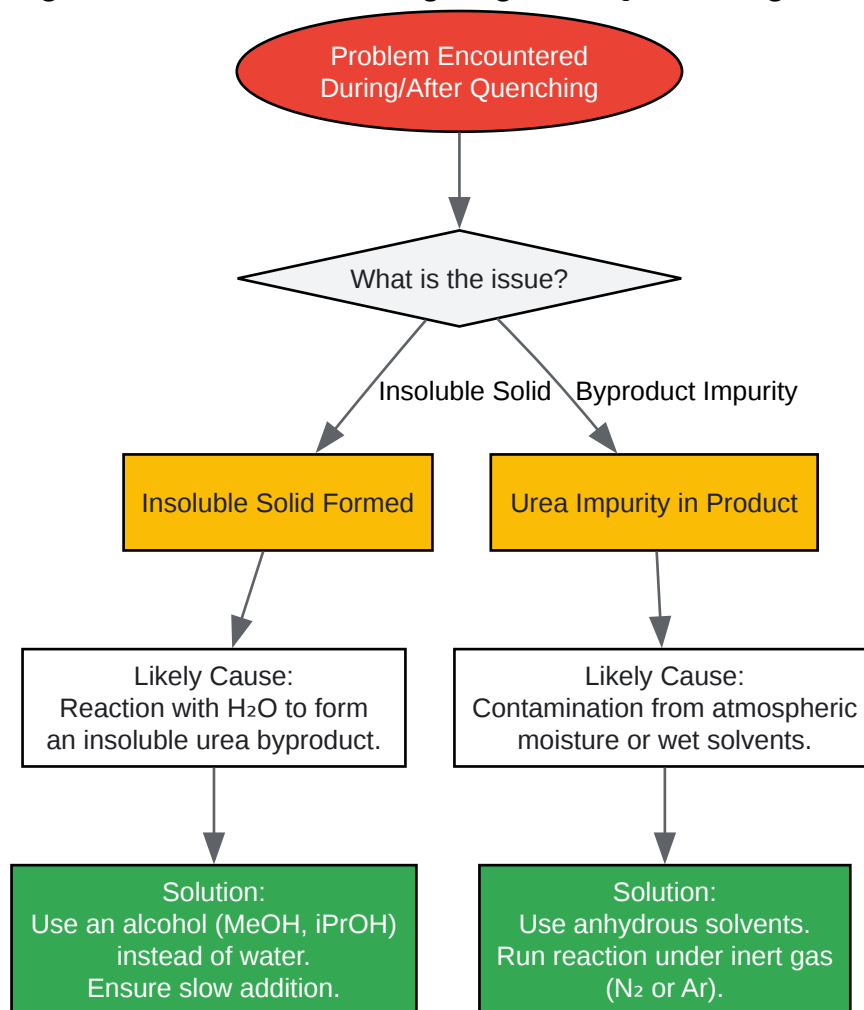 Problem Encountered
During/After Quenching
What is the issue?
Insoluble Solid
Byproduct Impurity
Insoluble Solid Formed
Urea Impurity in Product
Likely Cause:
Reaction with H₂O to form
an insoluble urea byproduct.
Likely Cause:
Contamination from atmospheric
moisture or wet solvents.
Solution:
Use an alcohol (MeOH, iPrOH)
instead of water.
Ensure slow addition.
Solution:
Use anhydrous solvents.
Run reaction under inert gas
(N₂ or Ar).